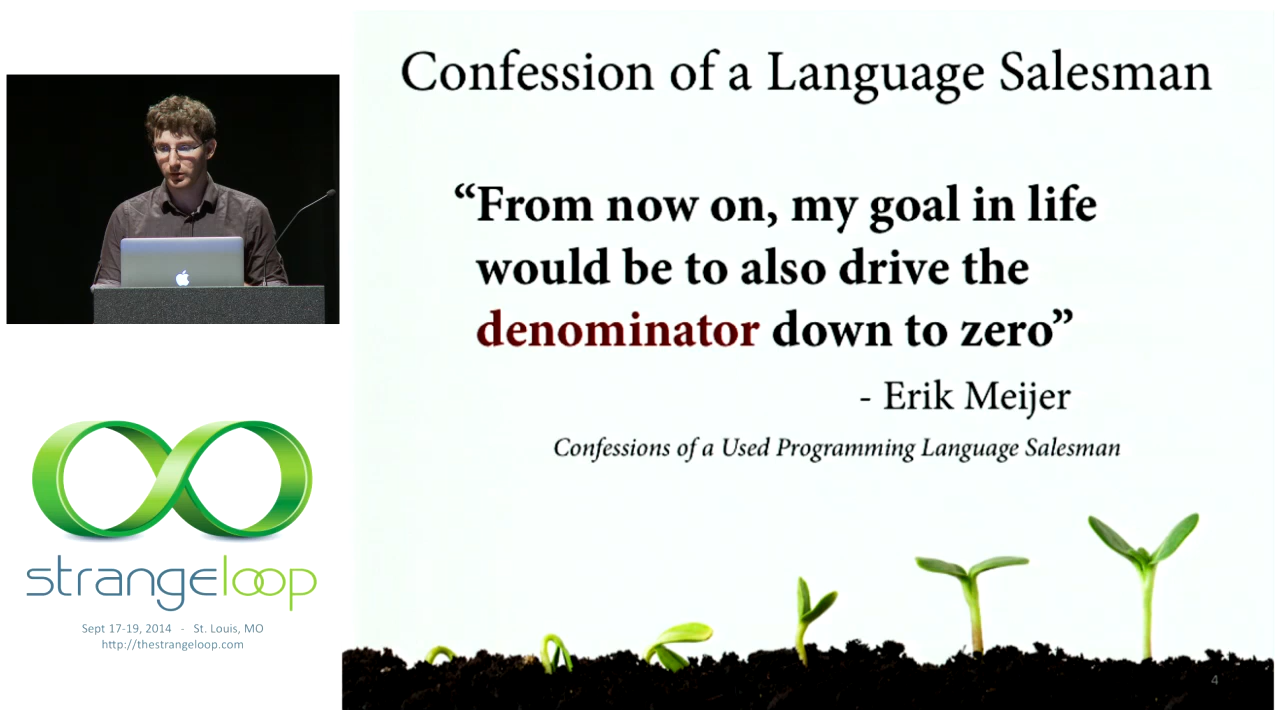 Confession of a Language Salesman
“From now on, my goal in life
would be to also drive the
denominator down to zero”
- Erik Meijer
Confessions of a Used Programming Language Salesman
4
strangeloop
Sept 17-19, 2014 - St. Louis, MO
http://thestrangeloop.com